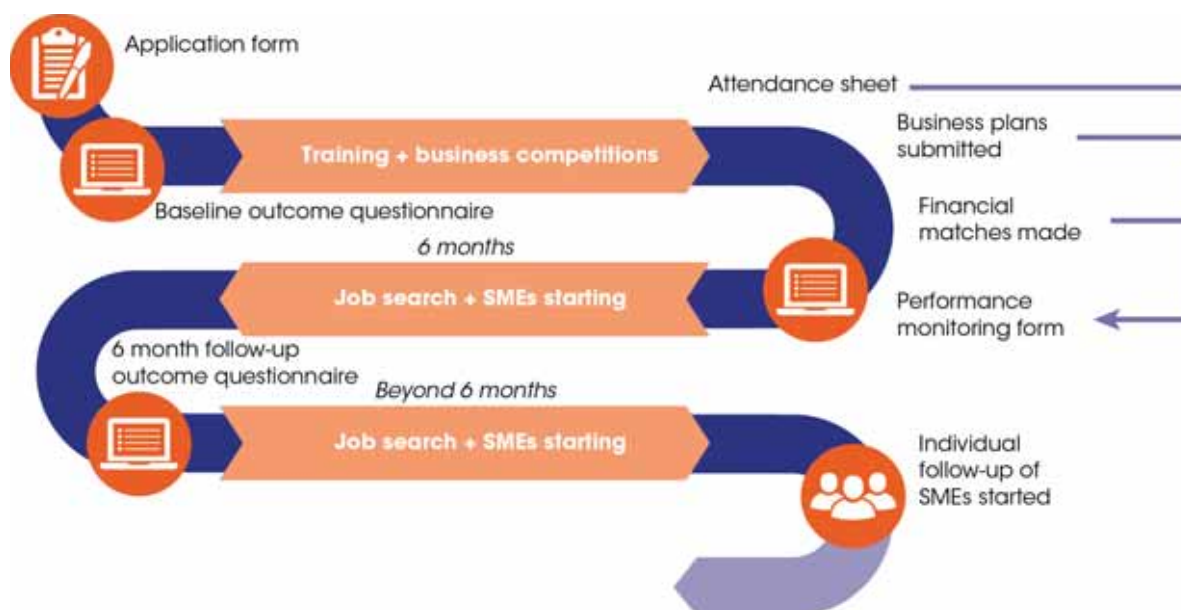 Application form
Attendance sheet
Business plans
submitted
Training + business competitions
Baseline outcome questionnaire
Financial
matches made
6 months
Job search + SMEs starting
Performance
monitoring form
6 month follow-up
outcome questionnaire
Beyond 6 months
Job search + SMEs starting
Individual
follow-up of
SMEs started